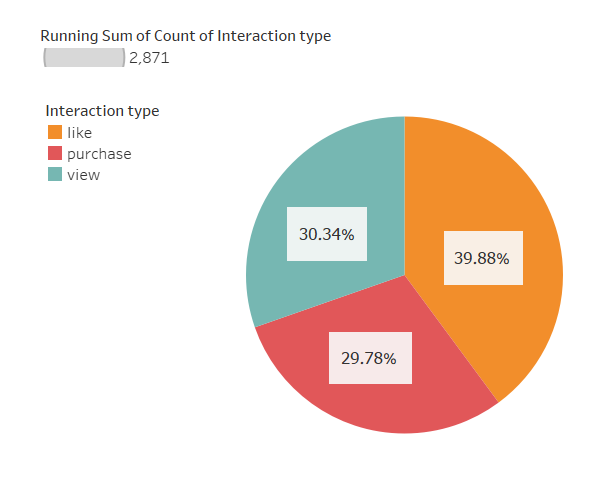 Running Sum of Count of Interaction type
2,871
Interaction type
like
purchase
view
30.34%
39.88%
29.78%